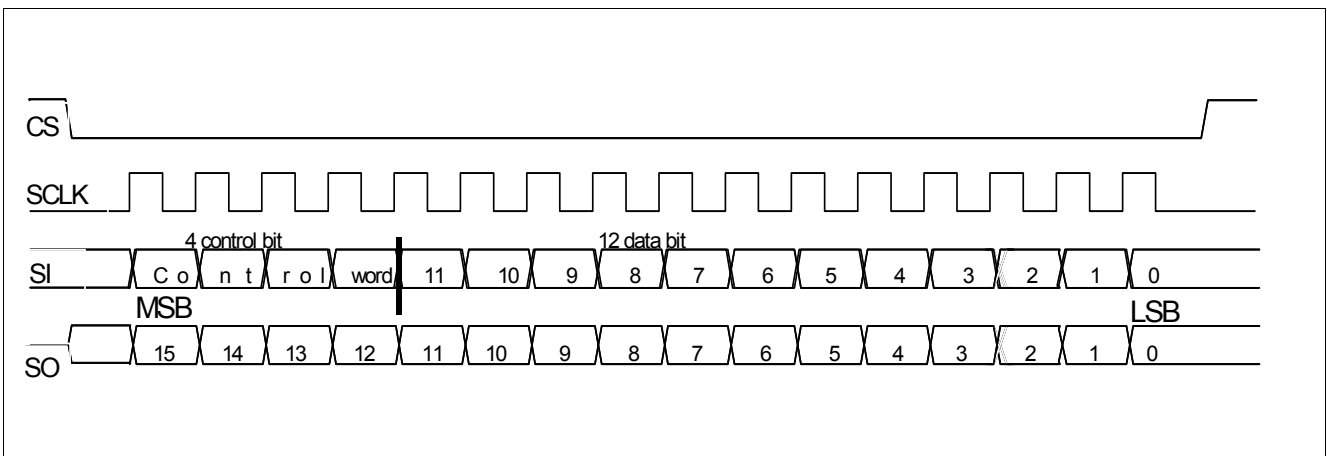 CS
SCLK
4 control bit 12 data bit
SI C o n t r o l word 11 10 9 8 7 6 5 4 3 2 1 0
MSB LSB
SO 15 14 13 12 11 10 9 8 7 6 5 4 3 2 1 0